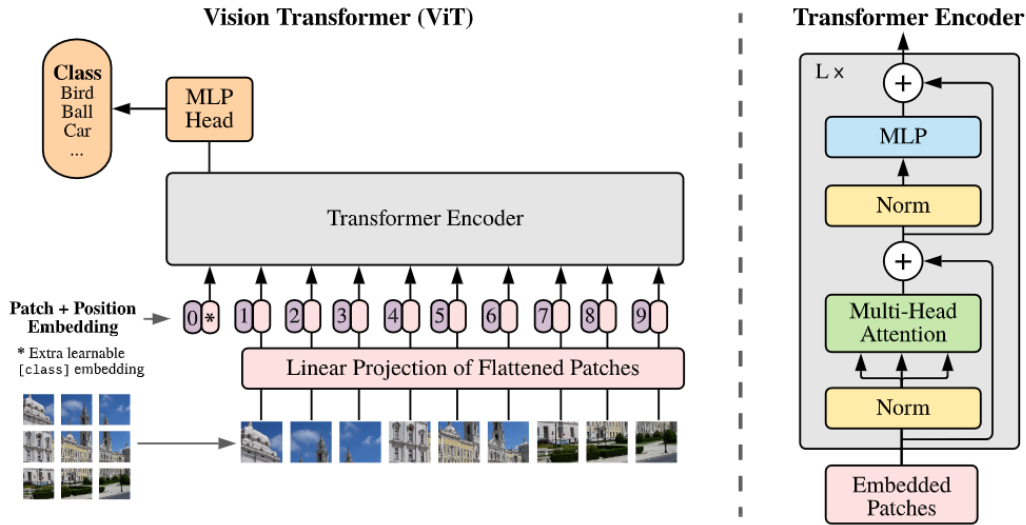 Vision Transformer (ViT)
Class
Bird
Ball
Car
...
MLP
Head
Transformer Encoder
Patch + Position
Embedding
0 * 1 2 3 4 5 6 7 8 9
* Extra learnable
[class] embedding
Linear Projection of Flattened Patches
Transformer Encoder
L ×
+
MLP
Norm
+
Multi-Head
Attention
Norm
Embedded
Patches